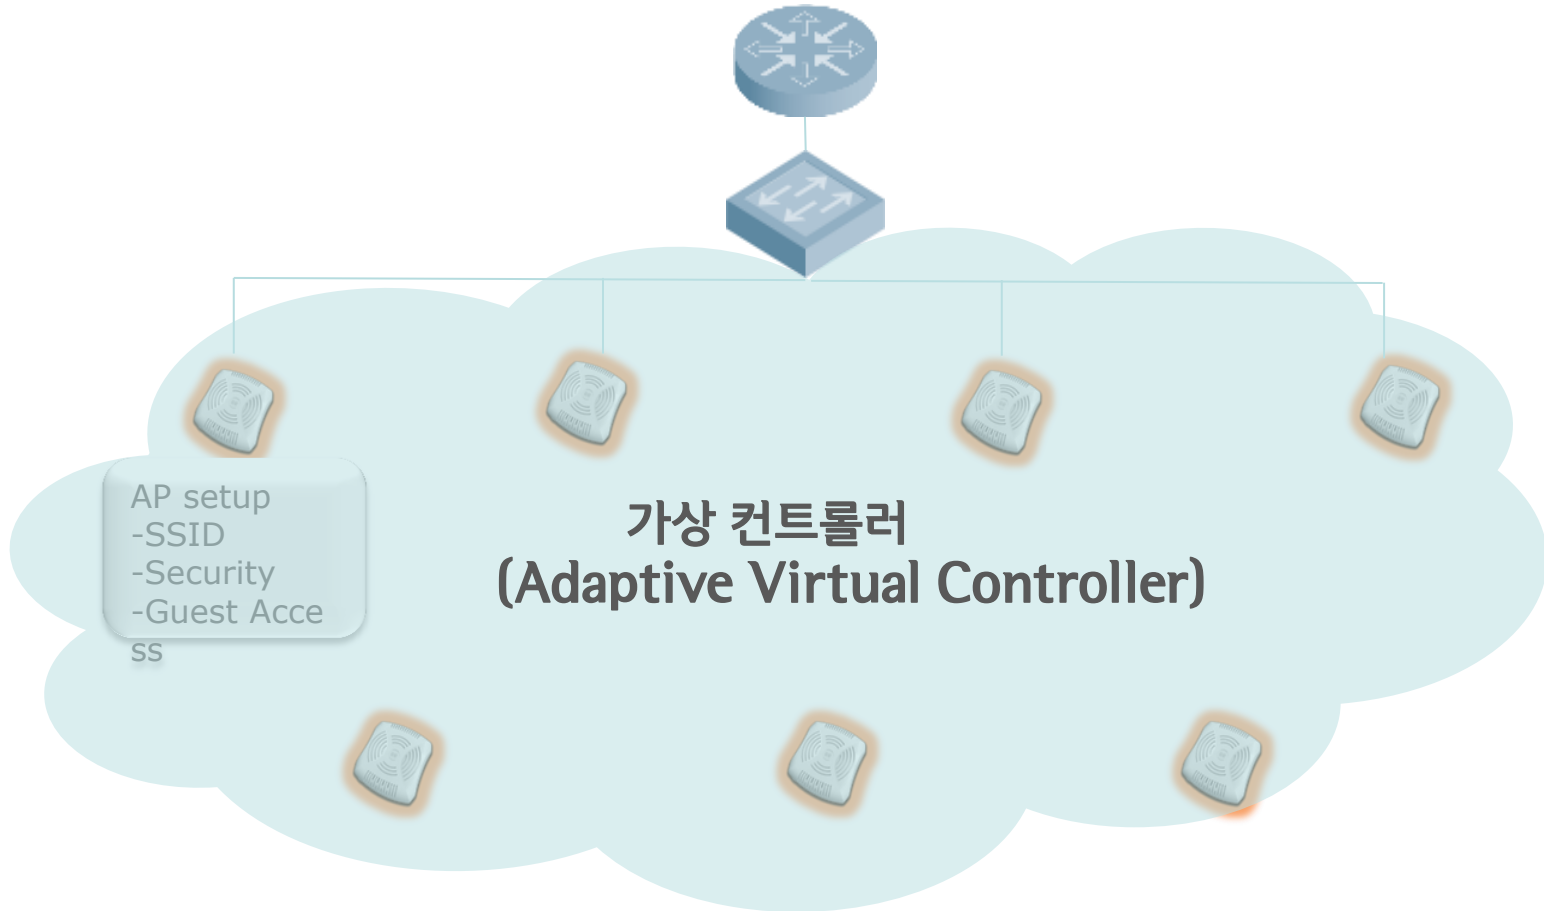 AP setup
-SSID
-Security
-Guest Acce
ss
가상 컨트롤러
(Adaptive Virtual Controller)